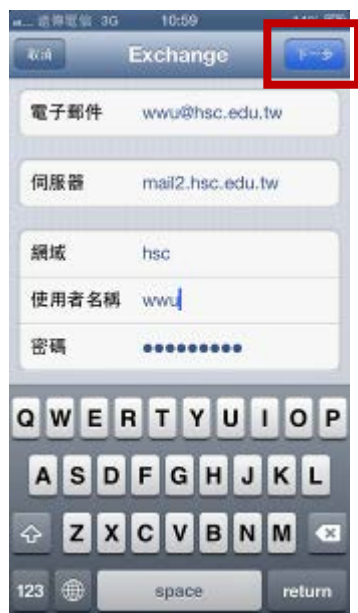 遠傳電信 3G 10:59
取消 Exchange 下一步
電子郵件 wwu@hsc.edu.tw
伺服器 mail2.hsc.edu.tw
網域 hsc
使用者名稱 wwu
密碼 ●●●●●●●●●
Q W E R T Y U I O P
A S D F G H J K L
Z X C V B N M
123 space return